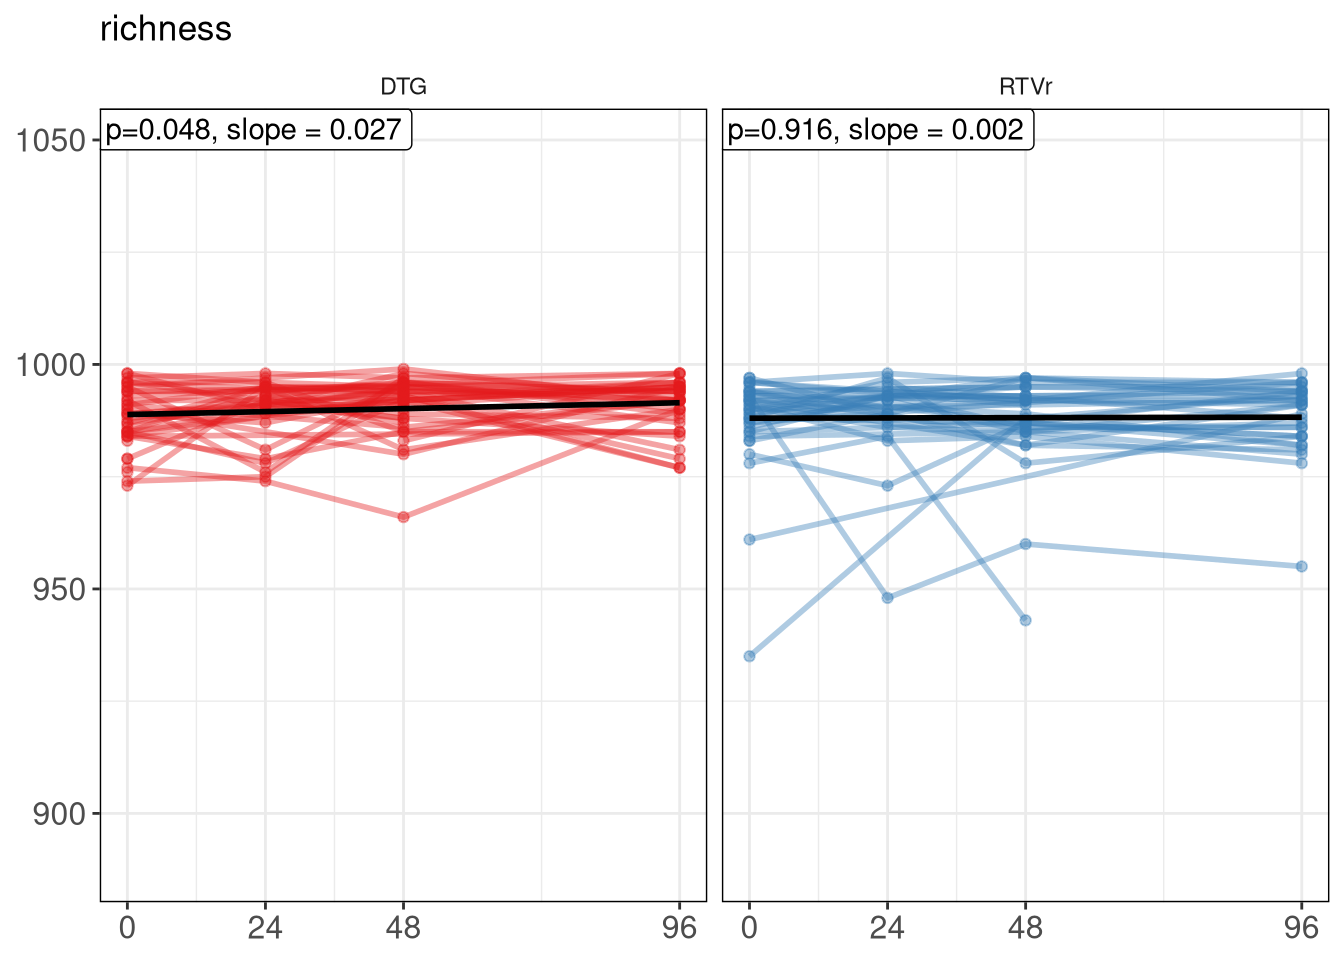 richness
DTG
RTVr
p=0.048, slope = 0.027
p=0.916, slope = 0.002
1050
1000
950
900
0 24 48 96
0 24 48 96